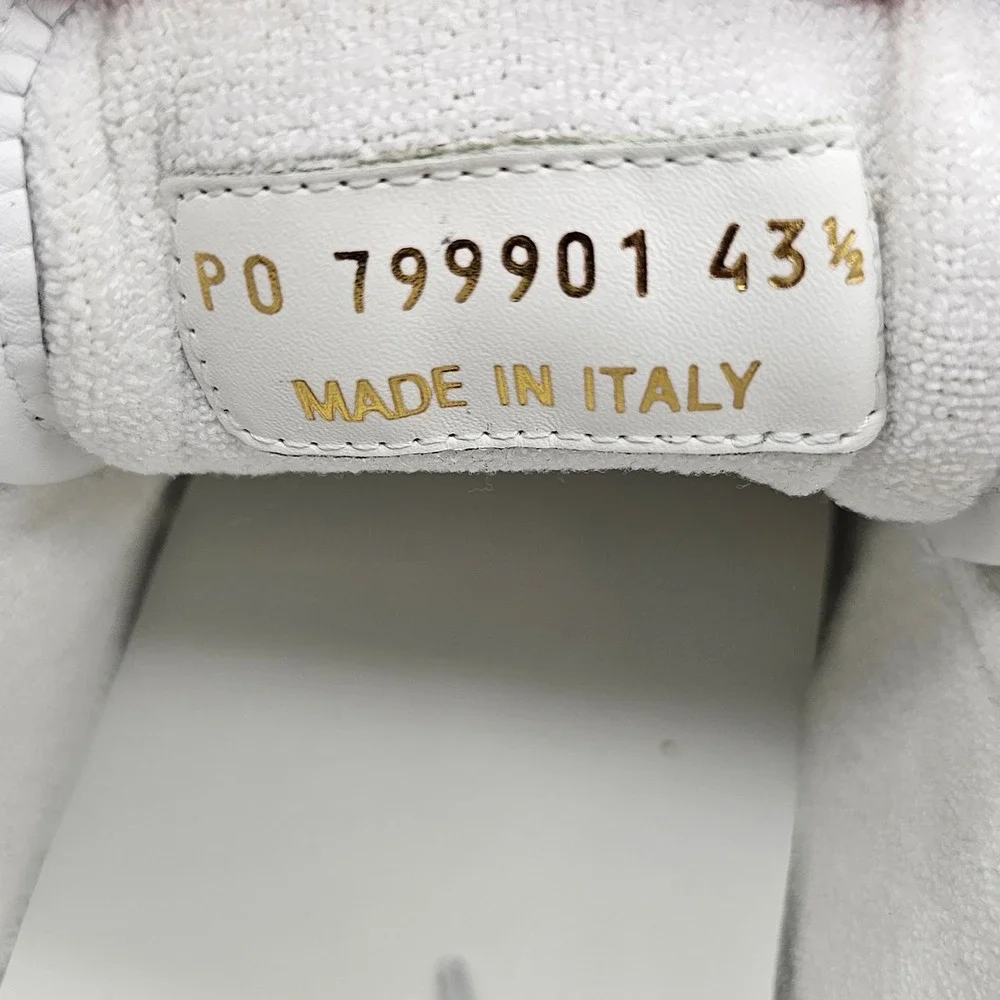 PO 799901 43½
MADE IN ITALY